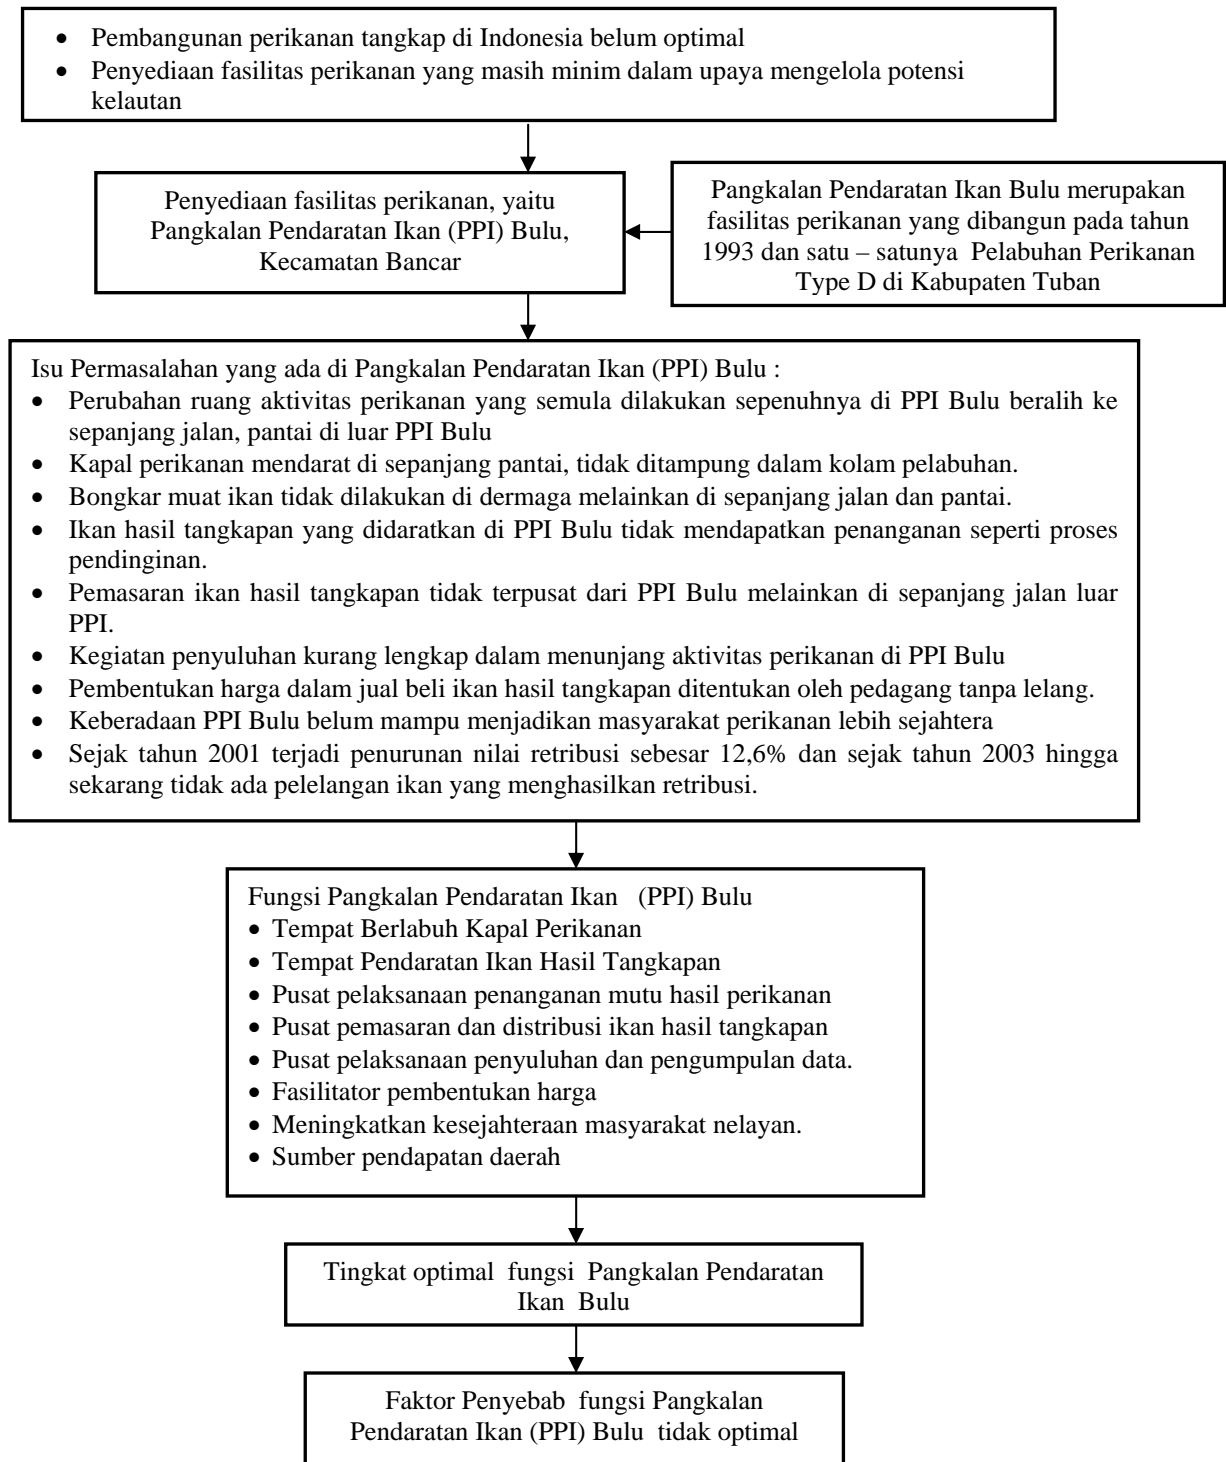 • Pembangunan perikanan tangkap di Indonesia belum optimal
• Penyediaan fasilitas perikanan yang masih minim dalam upaya mengelola potensi
kelautan
Penyediaan fasilitas perikanan, yaitu
Pangkalan Pendaratan Ikan (PPI) Bulu,
Kecamatan Bancar
Pangkalan Pendaratan Ikan Bulu merupakan
fasilitas perikanan yang dibangun pada tahun
1993 dan satu – satunya Pelabuhan Perikanan
Type D di Kabupaten Tuban
Isu Permasalahan yang ada di Pangkalan Pendaratan Ikan (PPI) Bulu :
• Perubahan ruang aktivitas perikanan yang semula dilakukan sepenuhnya di PPI Bulu beralih ke
sepanjang jalan, pantai di luar PPI Bulu
• Kapal perikanan mendarat di sepanjang pantai, tidak ditampung dalam kolam pelabuhan.
• Bongkar muat ikan tidak dilakukan di dermaga melainkan di sepanjang jalan dan pantai.
• Ikan hasil tangkapan yang didaratkan di PPI Bulu tidak mendapatkan penanganan seperti proses
pendinginan.
• Pemasaran ikan hasil tangkapan tidak terpusat dari PPI Bulu melainkan di sepanjang jalan luar
PPI.
• Kegiatan penyuluhan kurang lengkap dalam menunjang aktivitas perikanan di PPI Bulu
• Pembentukan harga dalam jual beli ikan hasil tangkapan ditentukan oleh pedagang tanpa lelang.
• Keberadaan PPI Bulu belum mampu menjadikan masyarakat perikanan lebih sejahtera
• Sejak tahun 2001 terjadi penurunan nilai retribusi sebesar 12,6% dan sejak tahun 2003 hingga
sekarang tidak ada pelelangan ikan yang menghasilkan retribusi.
Fungsi Pangkalan Pendaratan Ikan (PPI) Bulu
• Tempat Berlabuh Kapal Perikanan
• Tempat Pendaratan Ikan Hasil Tangkapan
• Pusat pelaksanaan penanganan mutu hasil perikanan
• Pusat pemasaran dan distribusi ikan hasil tangkapan
• Pusat pelaksanaan penyuluhan dan pengumpulan data.
• Fasilitator pembentukan harga
• Meningkatkan kesejahteraan masyarakat nelayan.
• Sumber pendapatan daerah
Tingkat optimal fungsi Pangkalan Pendaratan
Ikan Bulu
Faktor Penyebab fungsi Pangkalan
Pendaratan Ikan (PPI) Bulu tidak optimal